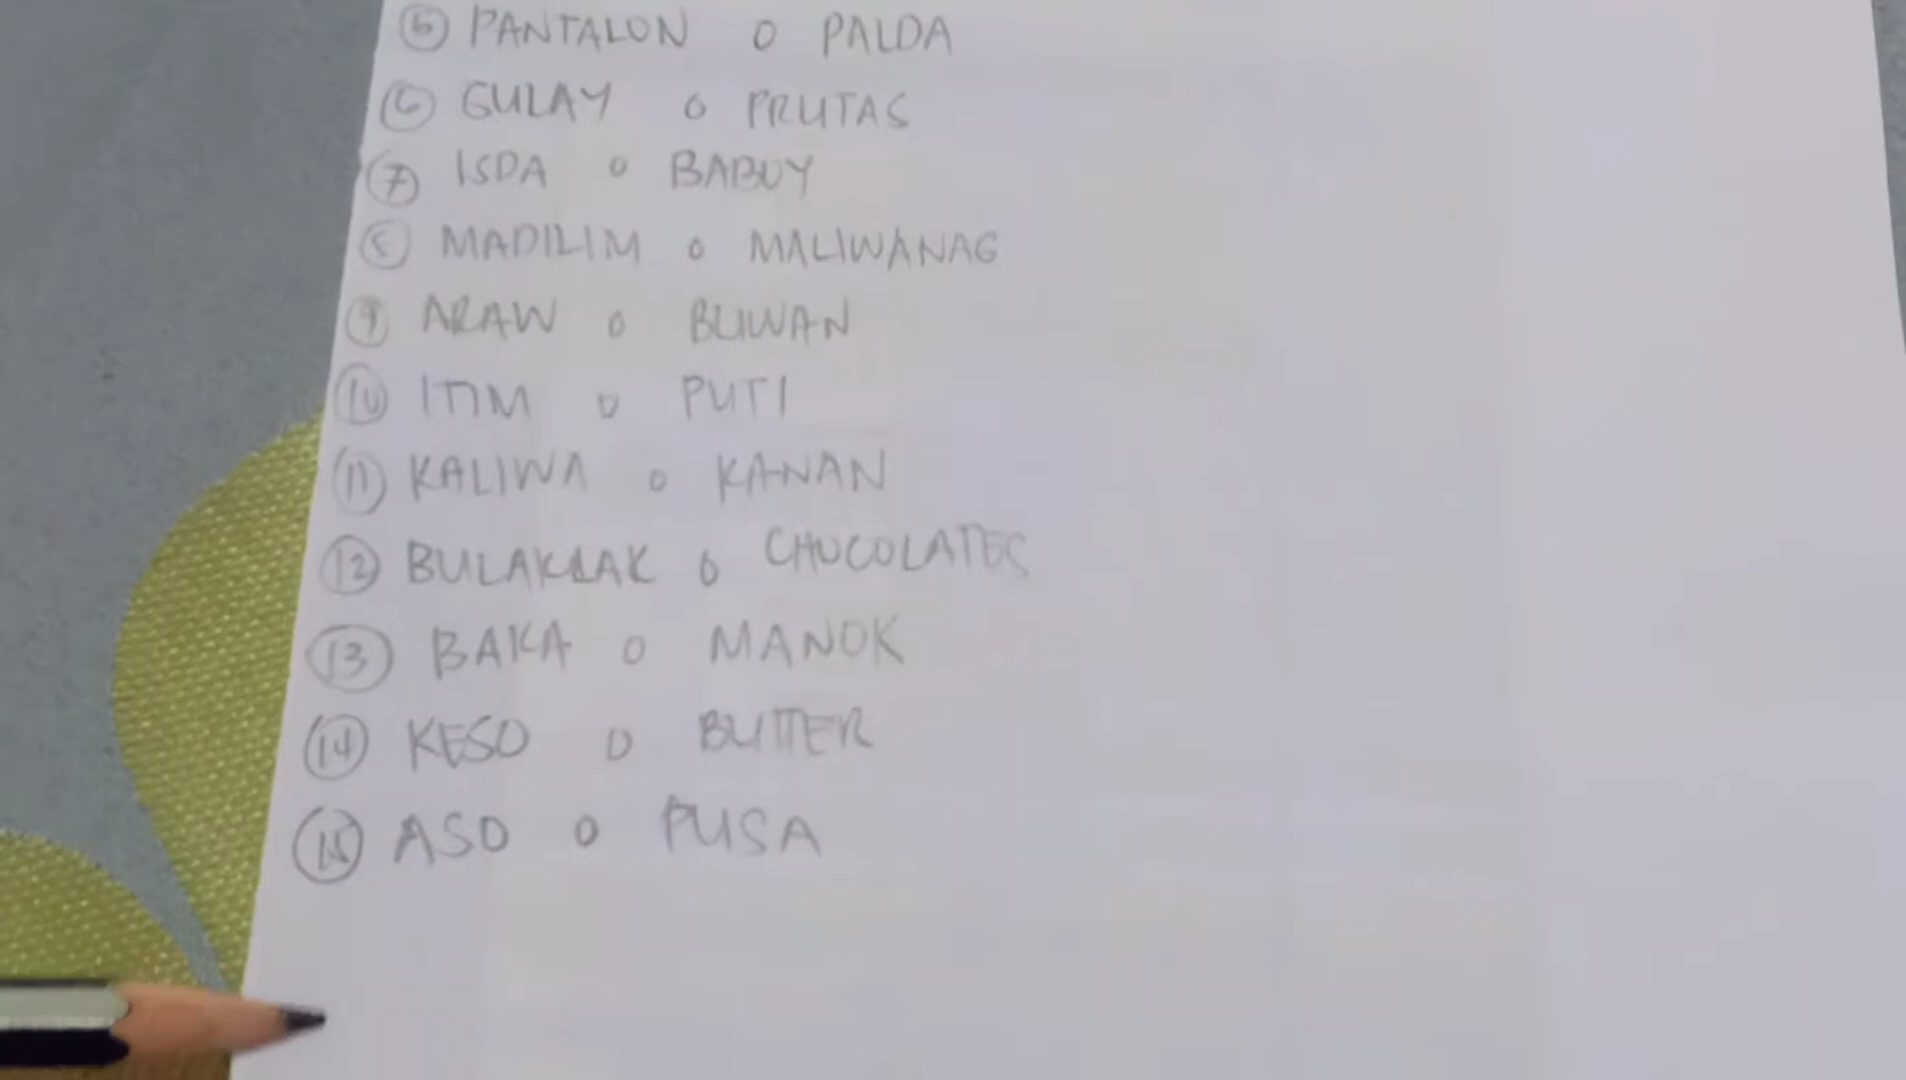 5 PANTALON O PALDA
6 GULAY O PRUTAS
7 ISDA O BABUY
8 MADILIM O MALIWANAG
9 ARAW O BUWAN
10 ITIM O PUTI
11 KALIWA O KANAN
12 BULAKLAK O CHOCOLATES
13 BAKA O MANOK
14 KESO O BUTTER
15 ASO O PUSA